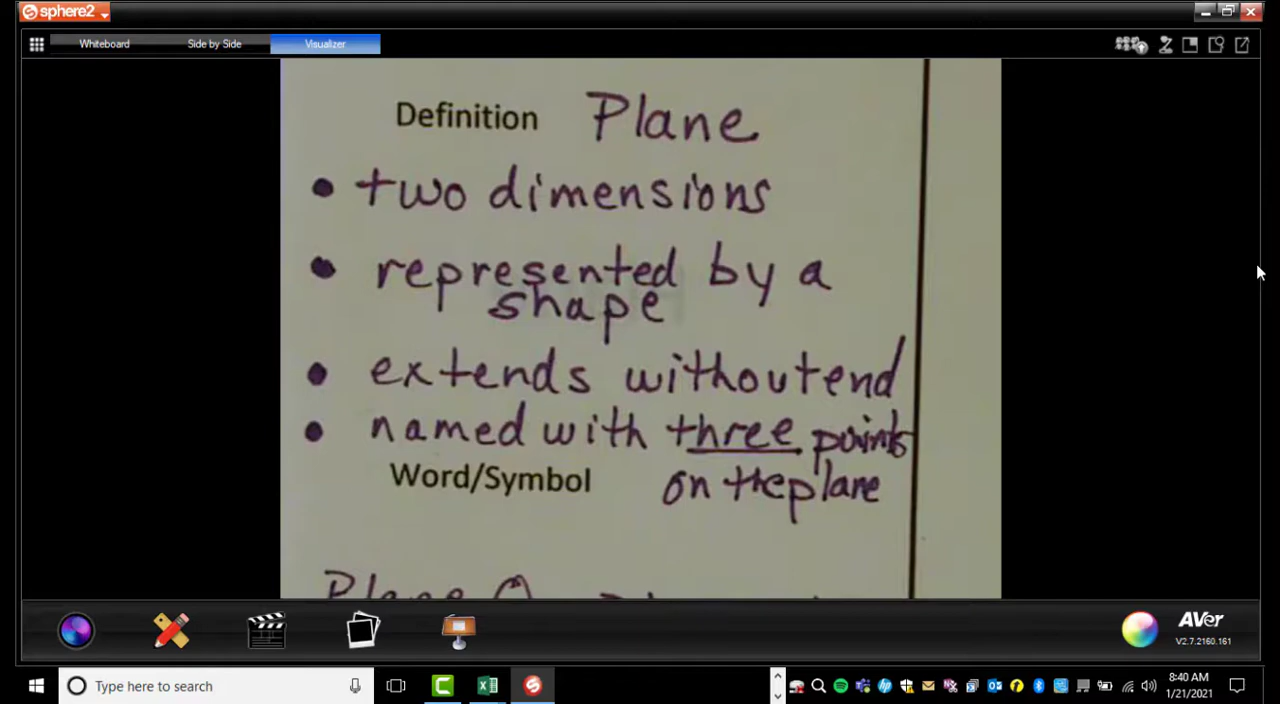 sphere2
Whiteboard Side by Side Visualizer
Definition Plane
• two dimensions
• represented by a
shape
• extends without end
• named with three points
Word/Symbol on the plane
Plane
AVer
V2.7.2160.161
Type here to search
8:40 AM
1/21/2021